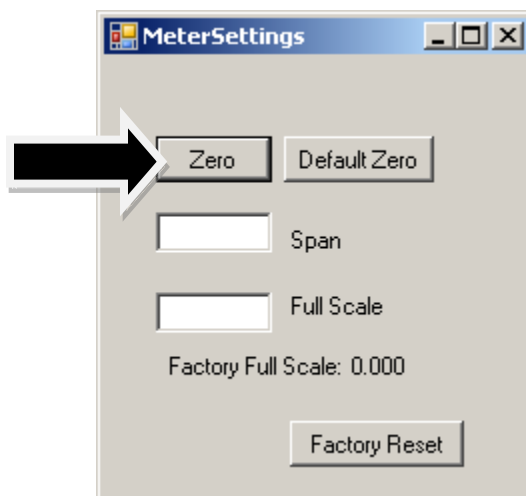 MeterSettings
Zero Default Zero
Span
Full Scale
Factory Full Scale: 0.000
Factory Reset